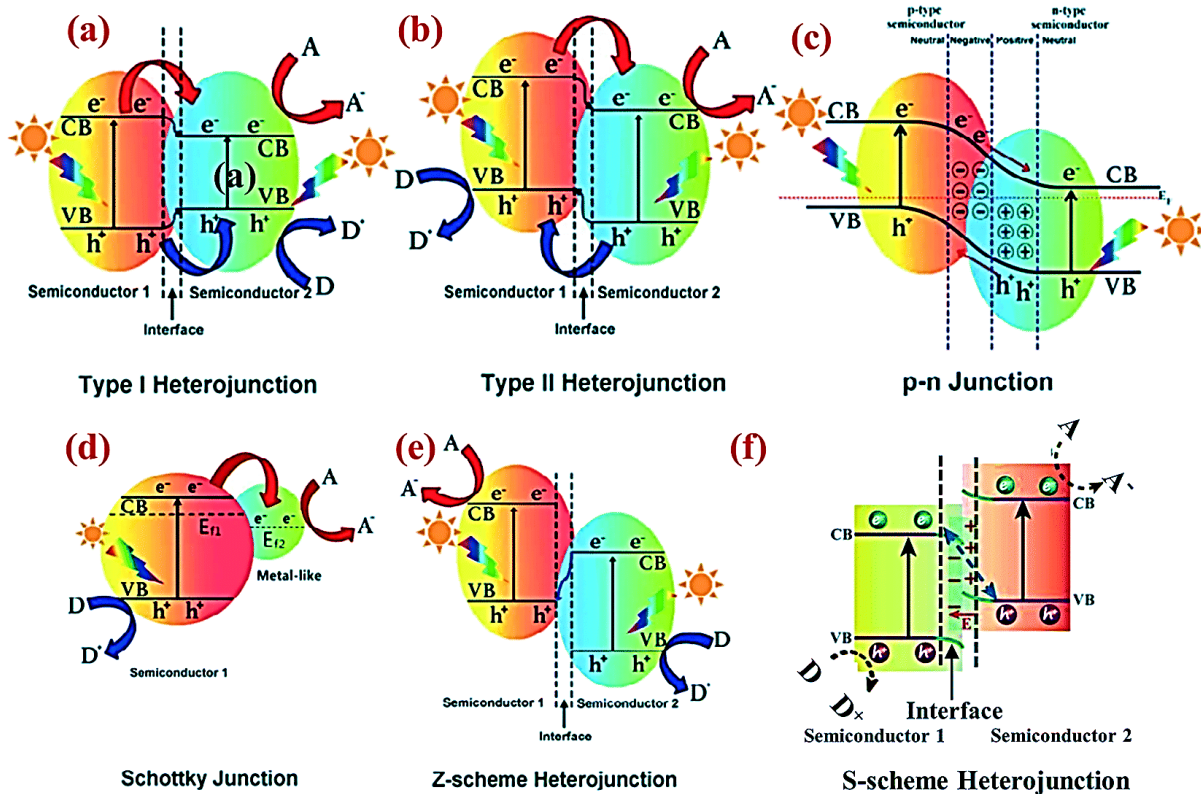 (a)
A
A⁻
e⁻ e⁻
CB
e⁻ e⁻
CB
(a)
VB
VB
h⁺ h⁺
h⁺ h⁺
D⁺
D
Semiconductor 1
Semiconductor 2
Interface
Type I Heterojunction
(b)
A
A⁻
e⁻ e⁻
CB
e⁻ e⁻
CB
D
D⁺
VB
h⁺ h⁺
VB
h⁺ h⁺
Semiconductor 1
Semiconductor 2
Interface
Type II Heterojunction
(c)
p-type
semiconductor
n-type
semiconductor
Neutral Negative Positive Neutral
CB
e⁻
e⁻
e⁻
e⁻
CB
VB
h⁺
h⁺ h⁺
h⁺
VB
p-n Junction
(d)
A
A⁻
e⁻ e⁻
CB
Ef1
e⁻ e⁻
Ef2
Metal-like
VB
D
h⁺ h⁺
D⁺
Semiconductor 1
Schottky Junction
(e)
A
A⁻
e⁻ e⁻
CB
e⁻ e⁻
CB
VB
h⁺ h⁺
VB
h⁺ h⁺
D
D⁺
Semiconductor 1
Semiconductor 2
Interface
Z-scheme Heterojunction
(f)
A
A-
e⁻ e⁻
CB
e⁻ e⁻
CB
VB
h⁺ h⁺
E
VB
h⁺ h⁺
D
D×
Interface
Semiconductor 1
Semiconductor 2
S-scheme Heterojunction